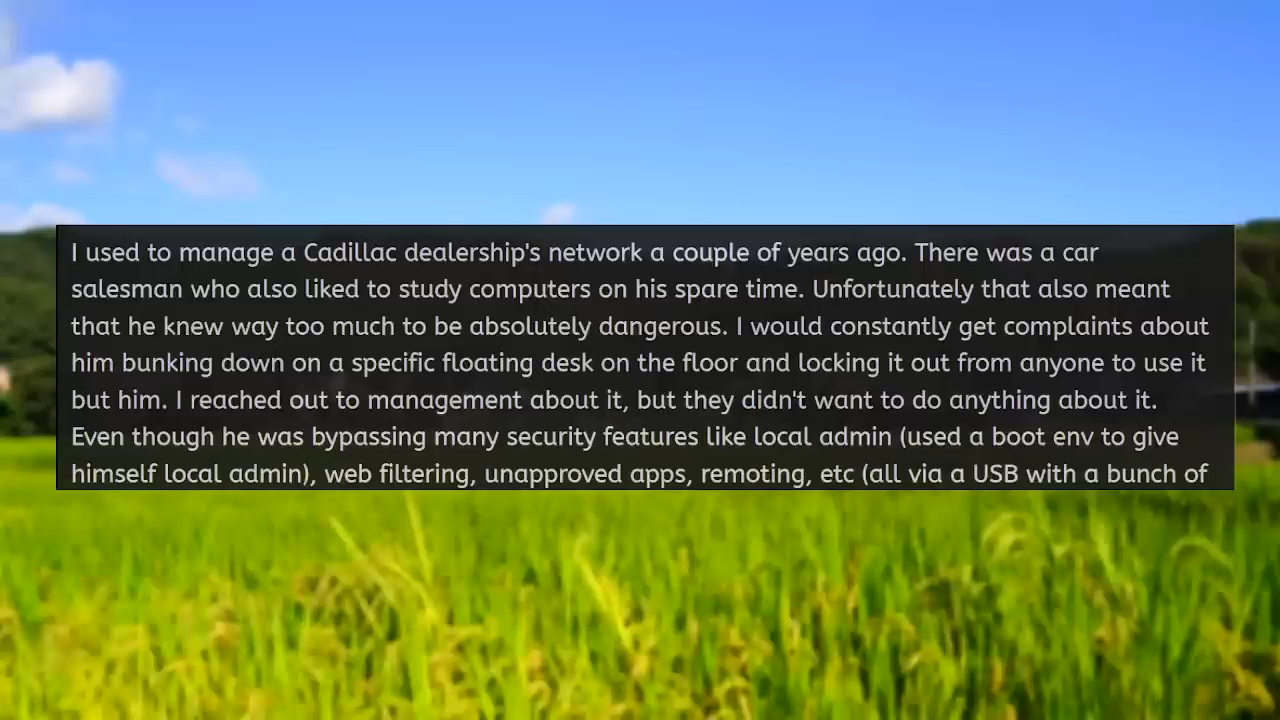 I used to manage a Cadillac dealership's network a couple of years ago. There was a car
salesman who also liked to study computers on his spare time. Unfortunately that also meant
that he knew way too much to be absolutely dangerous. I would constantly get complaints about
him bunking down on a specific floating desk on the floor and locking it out from anyone to use it
but him. I reached out to management about it, but they didn't want to do anything about it.
Even though he was bypassing many security features like local admin (used a boot env to give
himself local admin), web filtering, unapproved apps, remoting, etc (all via a USB with a bunch of